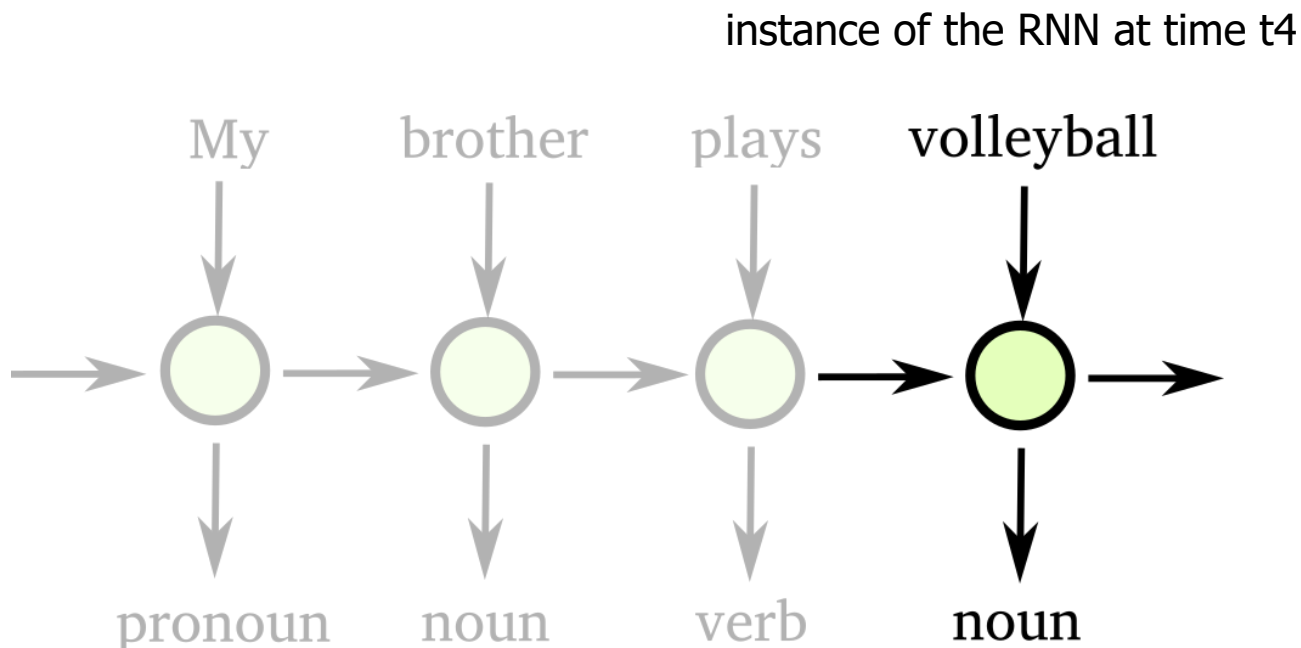 instance of the RNN at time t4
My brother plays volleyball
pronoun noun verb noun